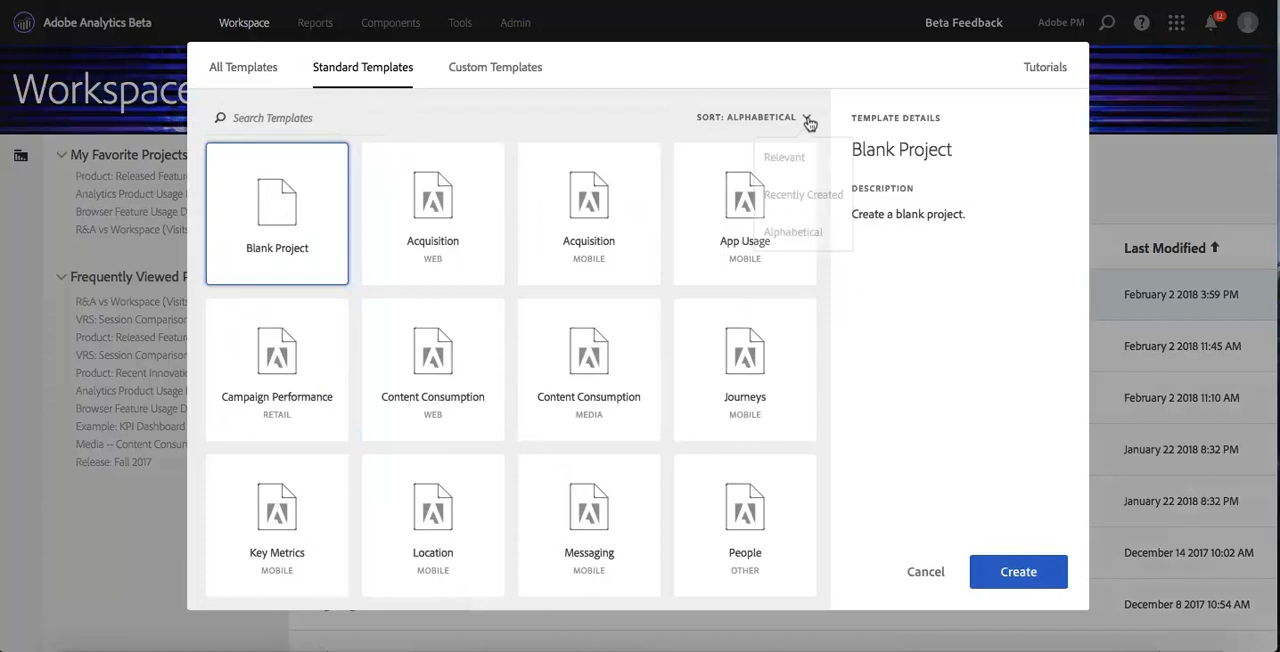 Adobe Analytics Beta
Workspace
Reports
Components
Tools
Admin
Beta Feedback
Adobe PM
12
Workspace
My Favorite Projects
Product: Released Featur
Analytics Product Usage
Browser Feature Usage D
R&A vs Workspace (Visits
Frequently Viewed P
R&A vs Workspace (Visits
VRS: Session Comparison
Product: Released Feature
VRS: Session Comparison
Product: Recent Innovatio
Analytics Product Usage
Browser Feature Usage D
Example: KPI Dashboard
Media -- Content Consum
Release: Fall 2017
All Templates
Standard Templates
Custom Templates
Tutorials
Search Templates
SORT: ALPHABETICAL
Relevant
Recently Created
Alphabetical
Blank Project
Acquisition
WEB
Acquisition
MOBILE
App Usage
MOBILE
Campaign Performance
RETAIL
Content Consumption
WEB
Content Consumption
MEDIA
Journeys
MOBILE
Key Metrics
MOBILE
Location
MOBILE
Messaging
MOBILE
People
OTHER
TEMPLATE DETAILS
Blank Project
DESCRIPTION
Create a blank project.
Cancel
Create
Last Modified
February 2 2018 3:59 PM
February 2 2018 11:45 AM
February 2 2018 11:10 AM
January 22 2018 8:32 PM
January 22 2018 8:32 PM
December 14 2017 10:02 AM
December 8 2017 10:54 AM